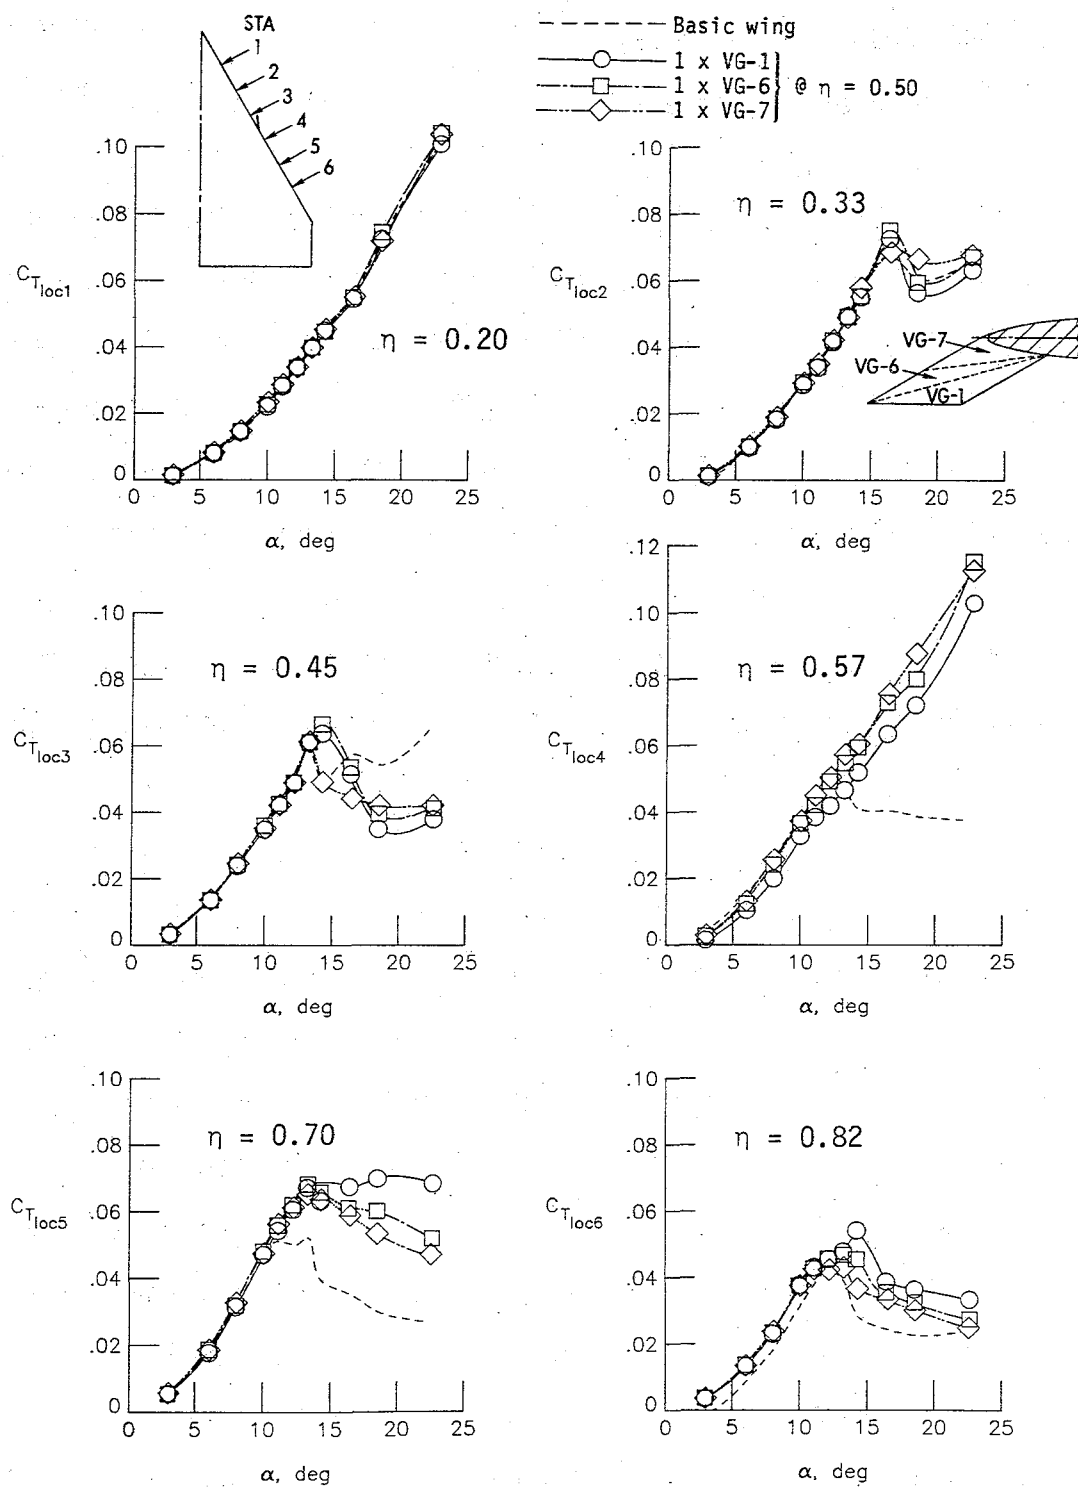 STA
1
2
3
4
5
6
Basic wing
1 x VG-1
1 x VG-6
1 x VG-7
@ η = 0.50
.10
.08
.06
.04
.02
0
C_T_loc1
η = 0.20
0 5 10 15 20 25
α, deg
.10
.08
.06
.04
.02
0
C_T_loc2
η = 0.33
VG-7
VG-6
VG-1
0 5 10 15 20 25
α, deg
.10
.08
.06
.04
.02
0
C_T_loc3
η = 0.45
0 5 10 15 20 25
α, deg
.12
.10
.08
.06
.04
.02
0
C_T_loc4
η = 0.57
0 5 10 15 20 25
α, deg
.10
.08
.06
.04
.02
0
C_T_loc5
η = 0.70
0 5 10 15 20 25
α, deg
.10
.08
.06
.04
.02
0
C_T_loc6
η = 0.82
0 5 10 15 20 25
α, deg